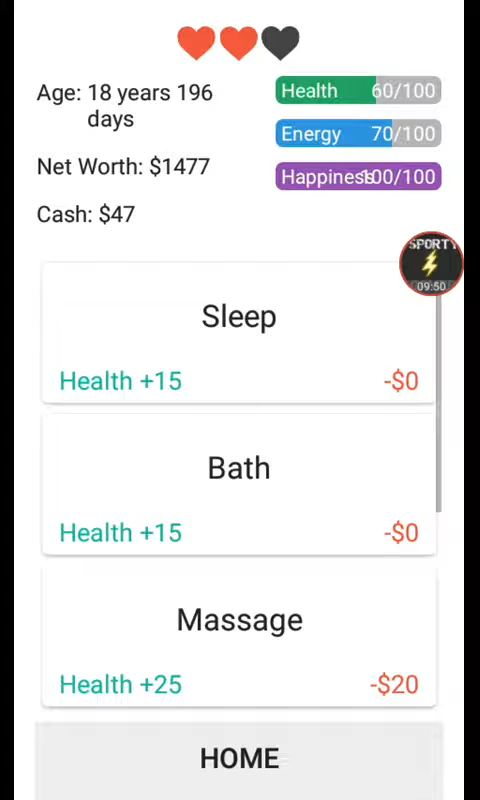 Age: 18 years 196
days
Net Worth: $1477
Cash: $47
Health 60/100
Energy 70/100
Happiness 100/100
SPORTY
09:50
Sleep
Health +15 -$0
Bath
Health +15 -$0
Massage
Health +25 -$20
HOME